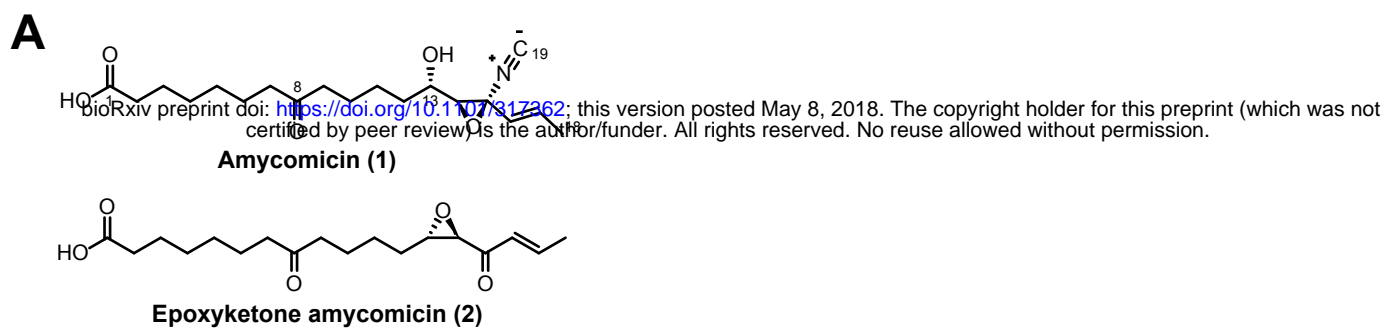 A
O
OH
C 19
-
+
N
8
HO
1
13
O
bioRxiv preprint doi: https://doi.org/10.1101/317362; this version posted May 8, 2018. The copyright holder for this preprint (which was not
certified by peer review) is the author/funder. All rights reserved. No reuse allowed without permission.
O
18
Amycomicin (1)
O
O
HO
O
O
Epoxyketone amycomicin (2)